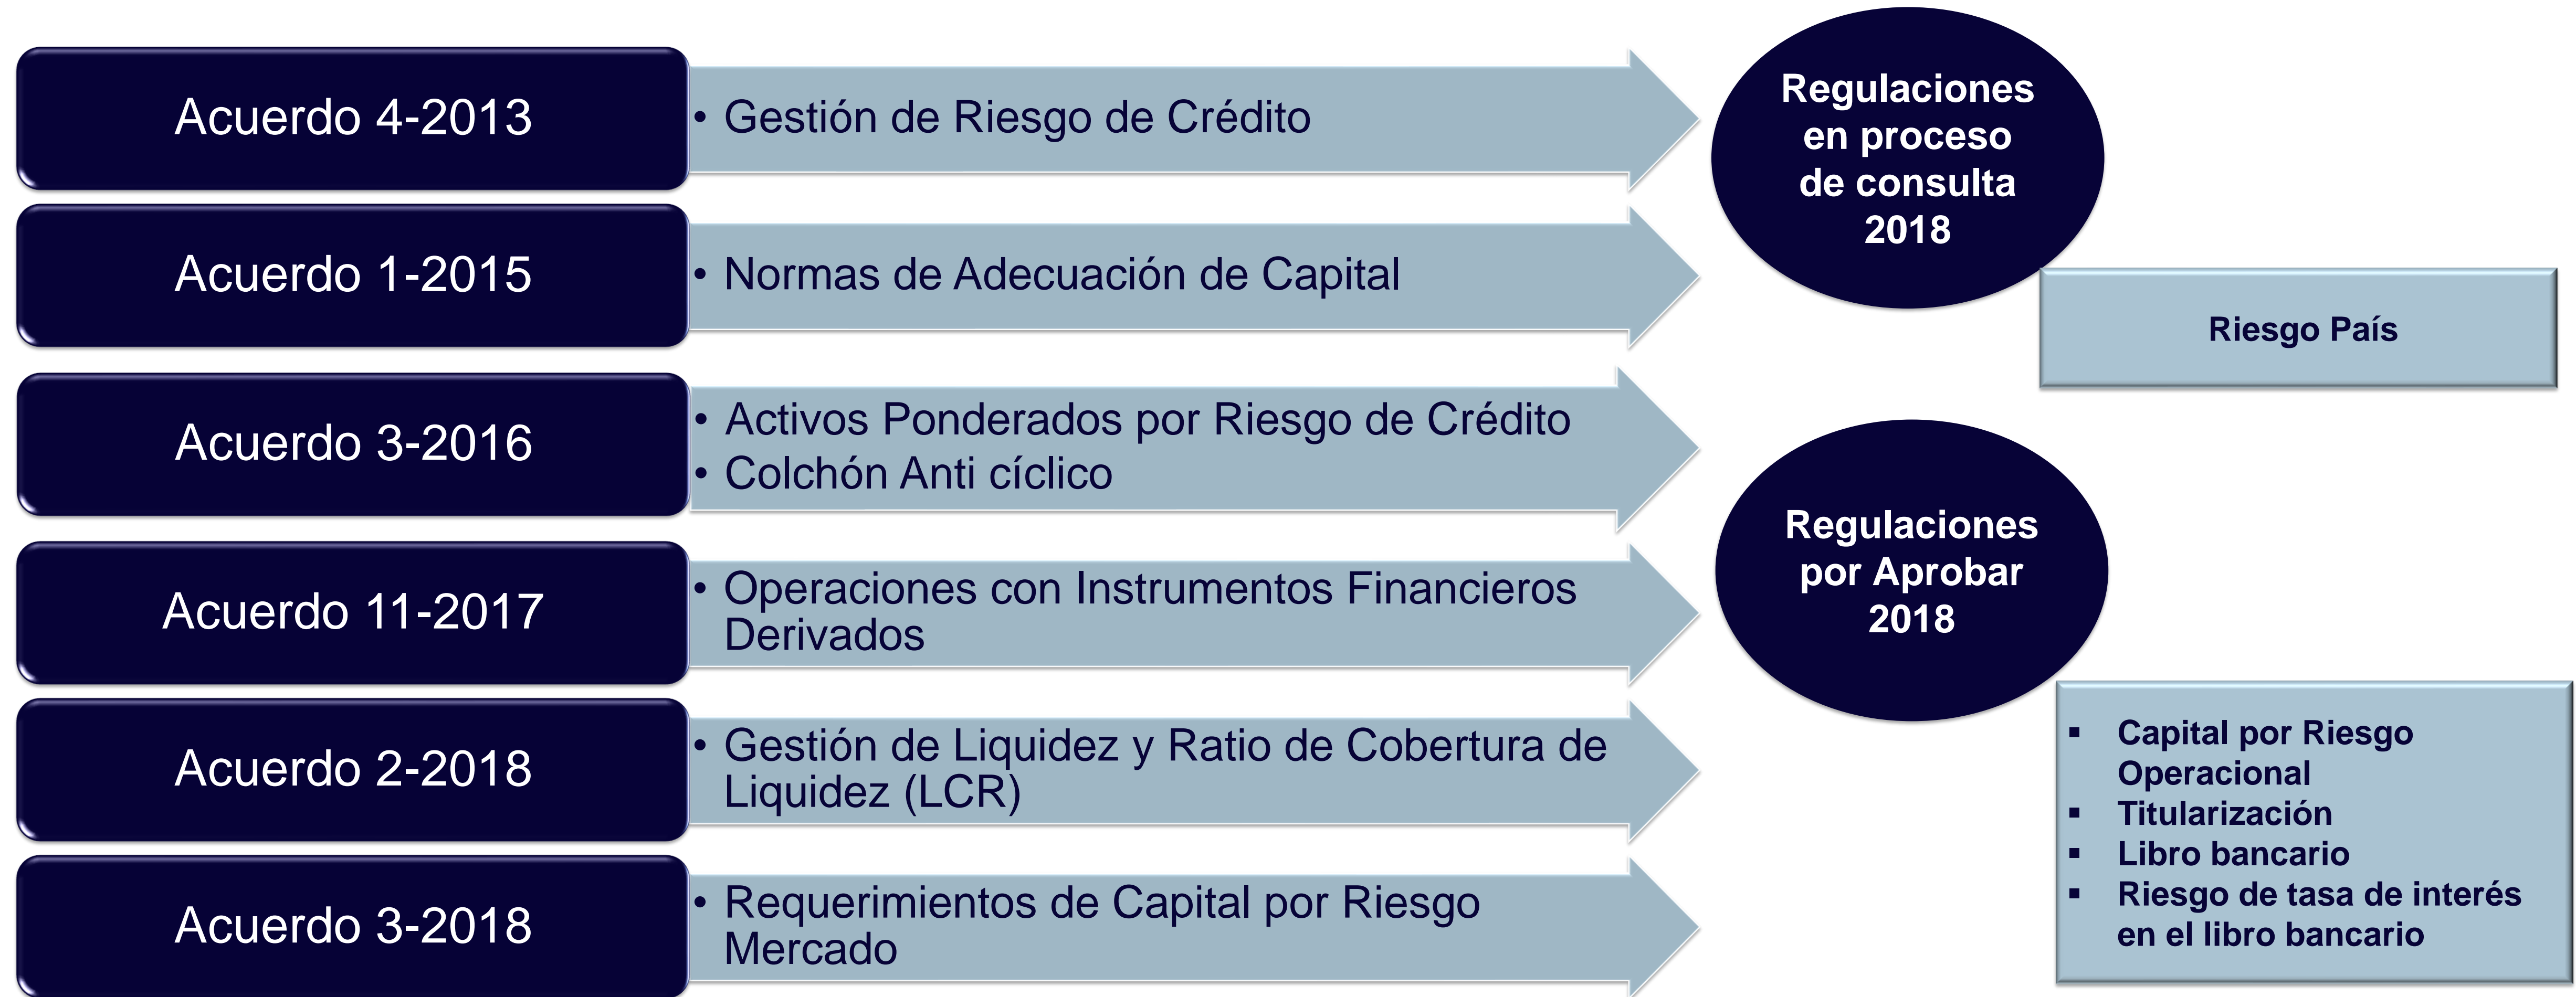 Acuerdo 4-2013
• Gestión de Riesgo de Crédito
Acuerdo 1-2015
• Normas de Adecuación de Capital
Acuerdo 3-2016
• Activos Ponderados por Riesgo de Crédito
• Colchón Anti cíclico
Acuerdo 11-2017
• Operaciones con Instrumentos Financieros
Derivados
Acuerdo 2-2018
• Gestión de Liquidez y Ratio de Cobertura de
Liquidez (LCR)
Acuerdo 3-2018
• Requerimientos de Capital por Riesgo
Mercado
Regulaciones
en proceso
de consulta
2018
Riesgo País
Regulaciones
por Aprobar
2018
▪ Capital por Riesgo
Operacional
▪ Titularización
▪ Libro bancario
▪ Riesgo de tasa de interés
en el libro bancario